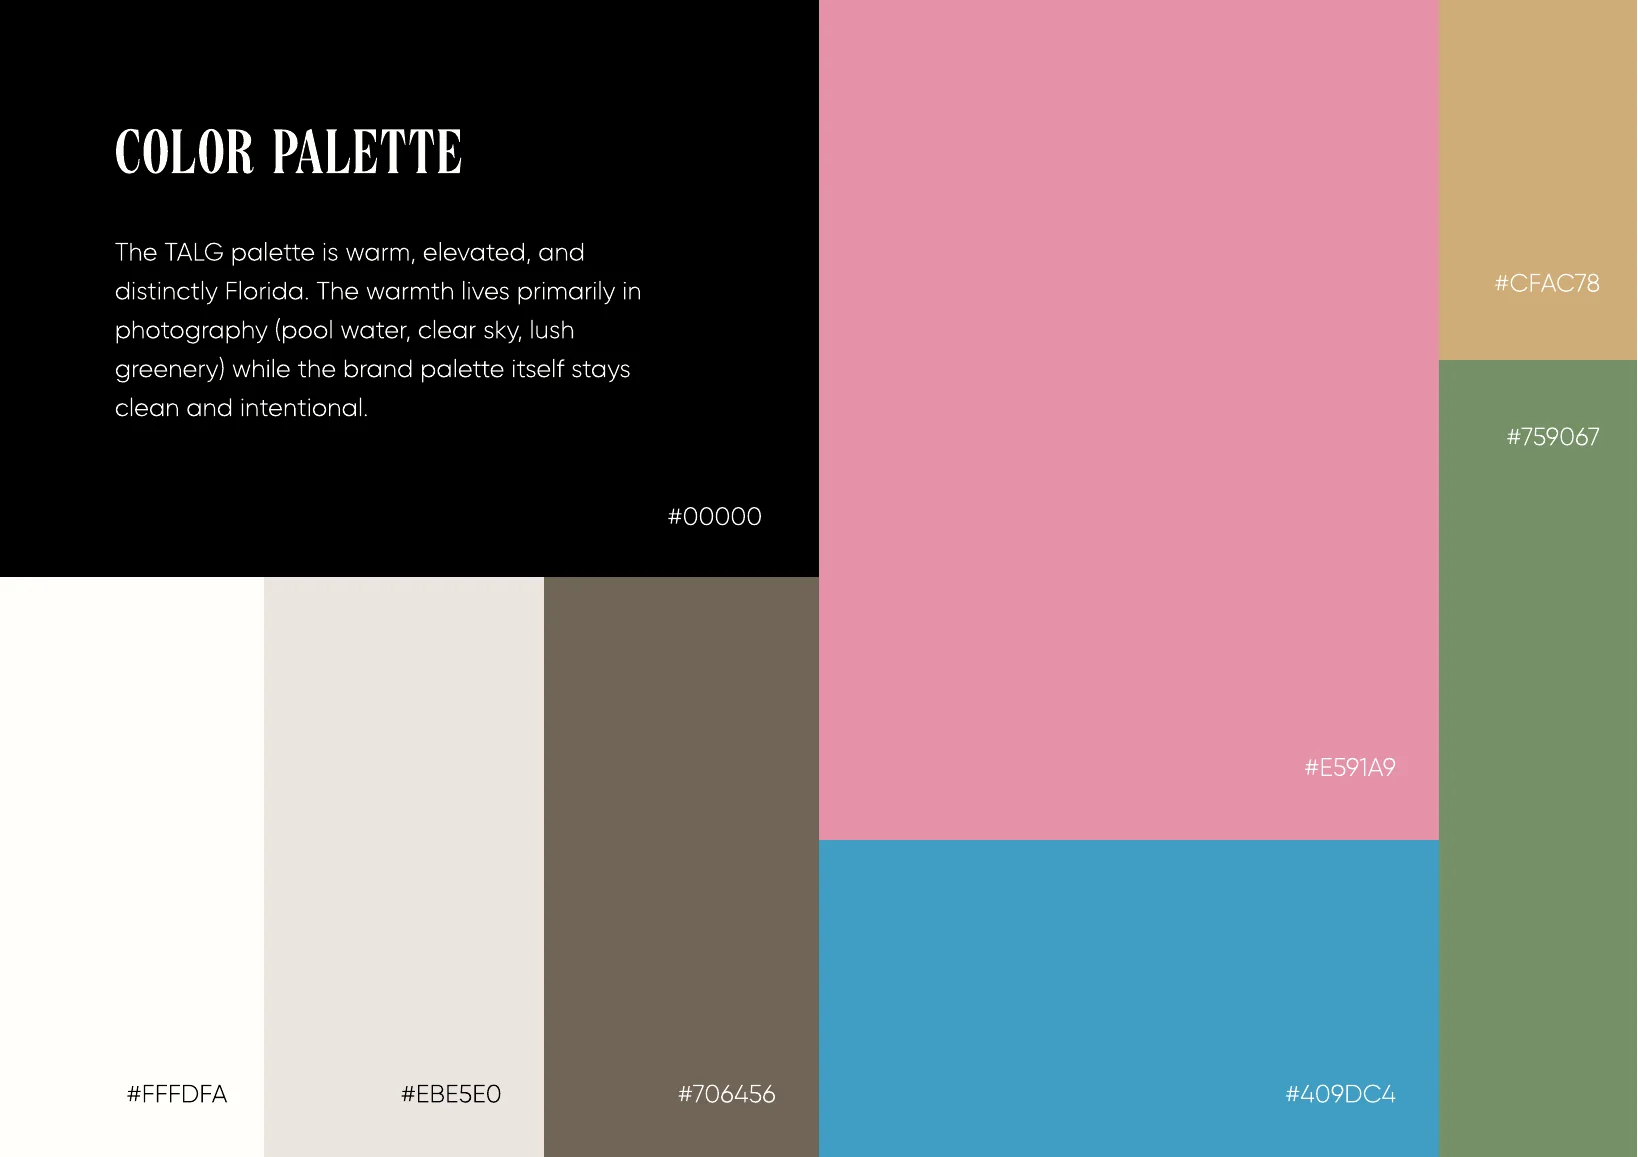 COLOR PALETTE
The TALG palette is warm, elevated, and
distinctly Florida. The warmth lives primarily in
photography (pool water, clear sky, lush
greenery) while the brand palette itself stays
clean and intentional.
#00000
#CFAC78
#759067
#E591A9
#FFFDFA
#EBE5E0
#706456
#409DC4